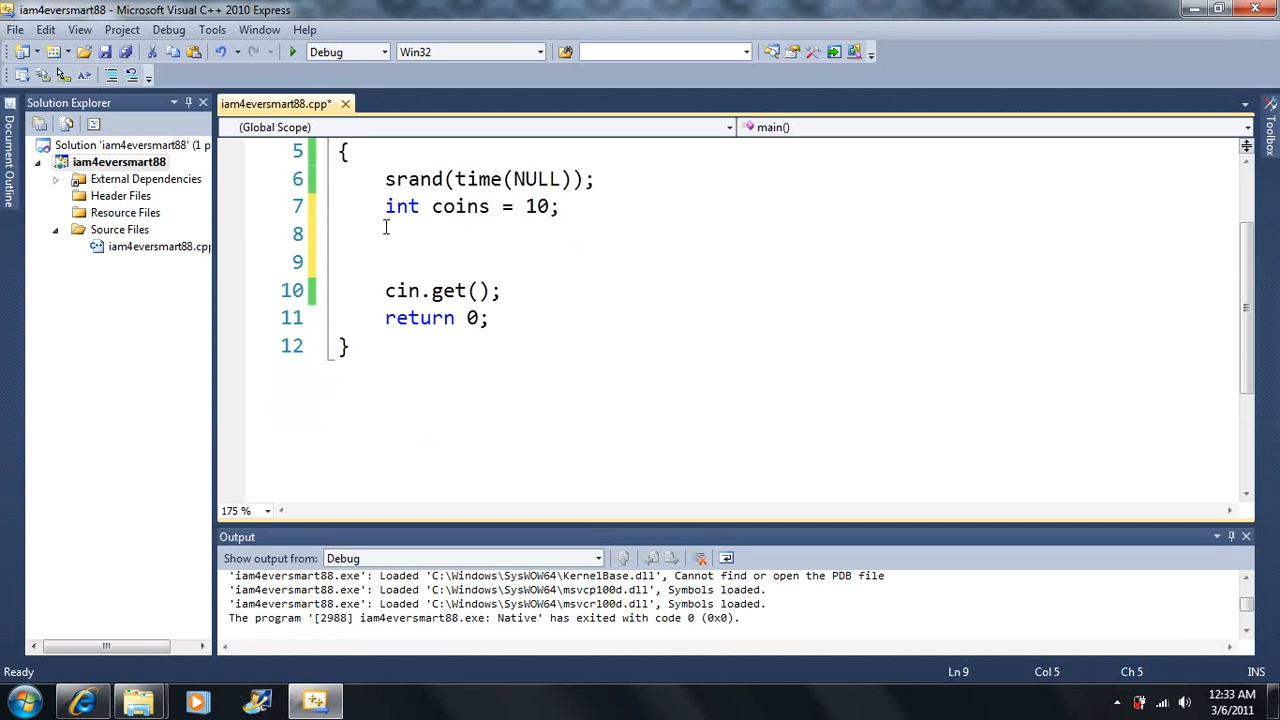 iam4eversmart88 - Microsoft Visual C++ 2010 Express
File Edit View Project Debug Tools Window Help
Debug Win32
Solution Explorer
iam4eversmart88.cpp*
(Global Scope) main()
Document Outline
Toolbox
Solution 'iam4eversmart88' (1 p
iam4eversmart88
External Dependencies
Header Files
Resource Files
Source Files
iam4eversmart88.cpp
5 {
6 srand(time(NULL));
7 int coins = 10;
8
9
10 cin.get();
11 return 0;
12 }
175 %
Output
Show output from: Debug
'iam4eversmart88.exe': Loaded 'C:\Windows\SysWOW64\KernelBase.dll', Cannot find or open the PDB file
'iam4eversmart88.exe': Loaded 'C:\Windows\SysWOW64\msvcp100d.dll', Symbols loaded.
'iam4eversmart88.exe': Loaded 'C:\Windows\SysWOW64\msvcr100d.dll', Symbols loaded.
The program '[2988] iam4eversmart88.exe: Native' has exited with code 0 (0x0).
Ready Ln 9 Col 5 Ch 5 INS
12:33 AM
3/6/2011